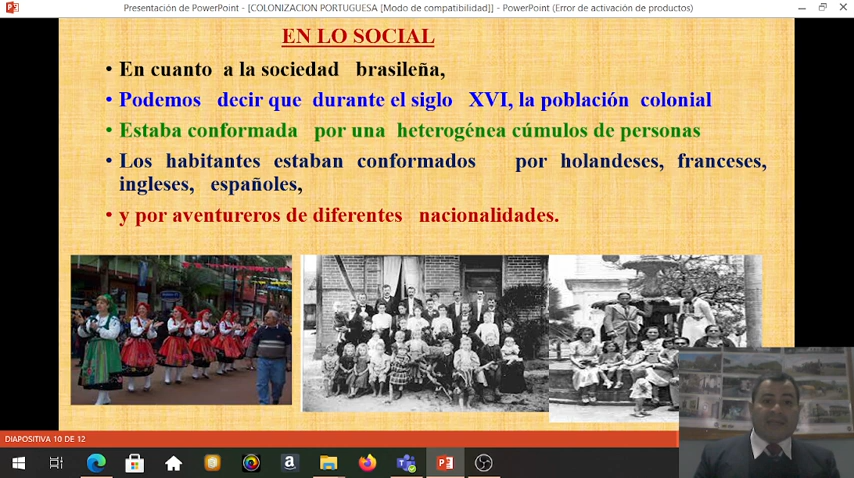 Presentación de PowerPoint - [COLONIZACION PORTUGUESA [Modo de compatibilidad]] - PowerPoint (Error de activación de productos)
EN LO SOCIAL
• En cuanto a la sociedad brasileña,
• Podemos decir que durante el siglo XVI, la población colonial
• Estaba conformada por una heterogénea cúmulos de personas
• Los habitantes estaban conformados por holandeses, franceses,
ingleses, españoles,
• y por aventureros de diferentes nacionalidades.
DIAPOSITIVA 10 DE 12